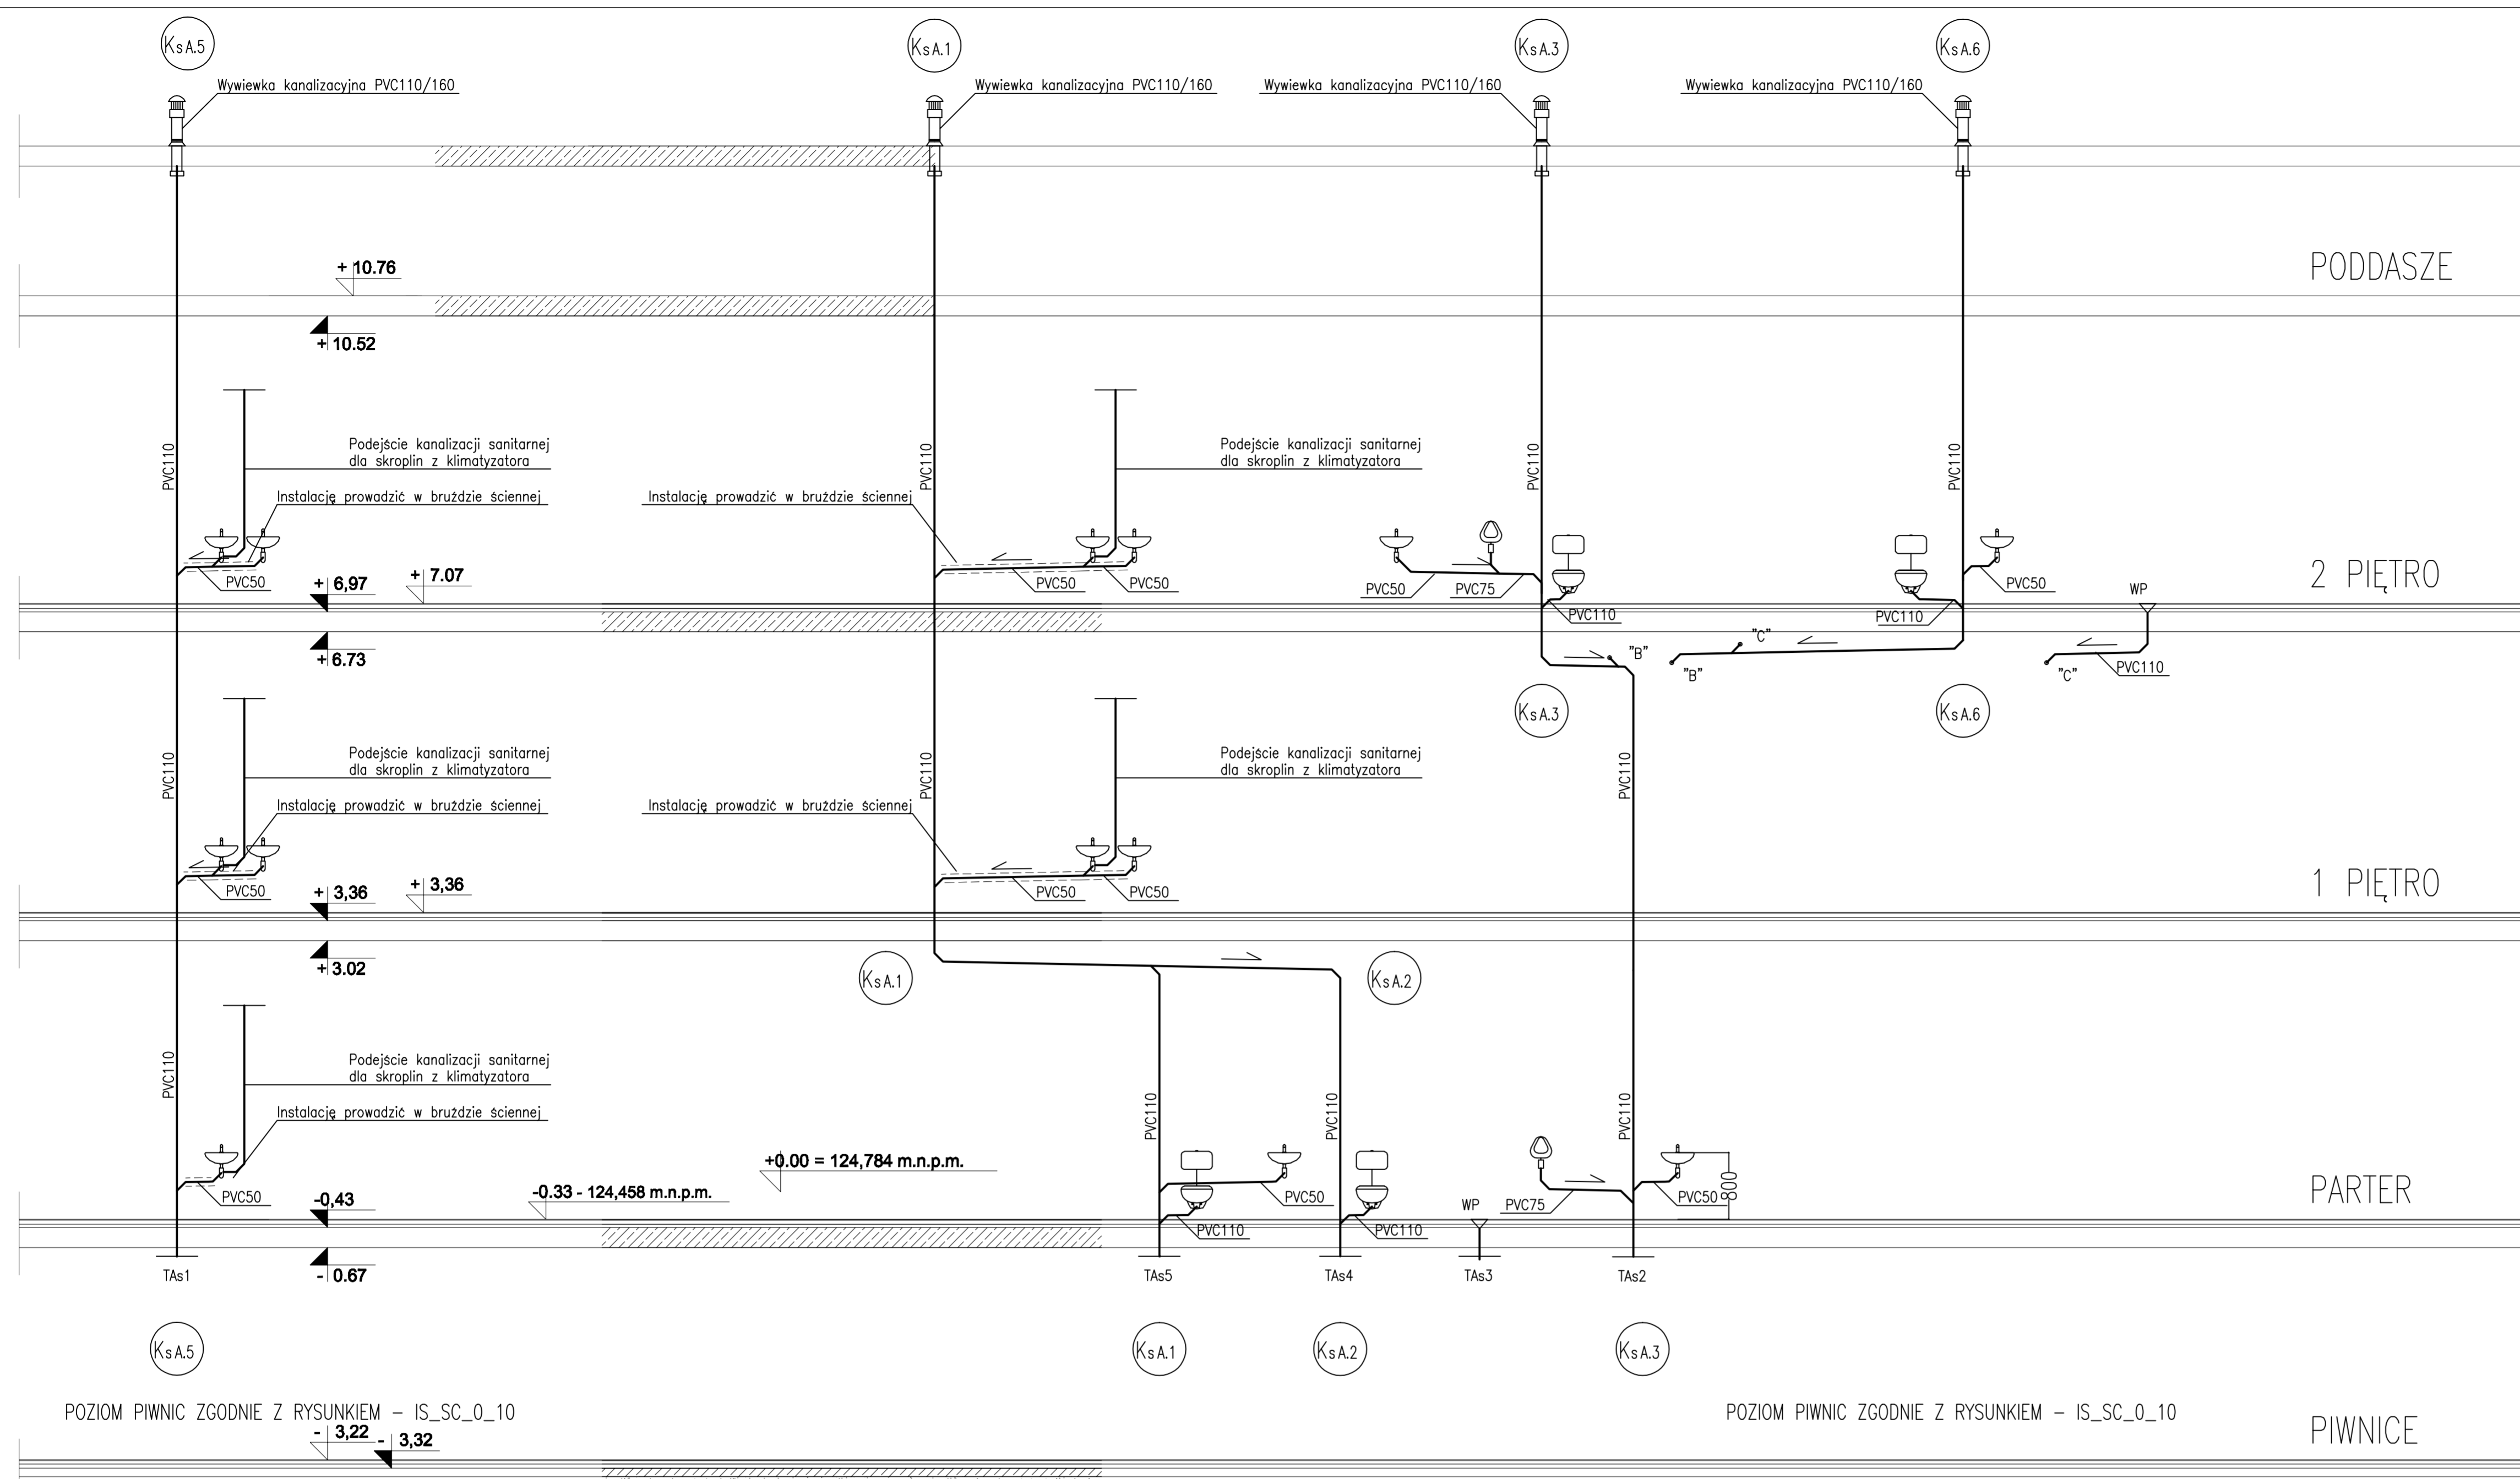 KsA.5
KsA.1
KsA.3
KsA.6
Wywiewka kanalizacyjna PVC110/160
Wywiewka kanalizacyjna PVC110/160
Wywiewka kanalizacyjna PVC110/160
Wywiewka kanalizacyjna PVC110/160
+ 10.76
PODDASZE
+ 10.52
PVC110
Podejście kanalizacji sanitarnej
dla skroplin z klimatyzatora
Instalację prowadzić w bruździe ściennej
Instalację prowadzić w bruździe ściennej
PVC110
Podejście kanalizacji sanitarnej
dla skroplin z klimatyzatora
PVC110
PVC110
PVC50
PVC50
PVC50
PVC50
PVC75
PVC110
PVC110
PVC50
WP
2 PIĘTRO
+ 6,97
+ 7.07
+ 6.73
"B"
"C"
"B"
"C"
PVC110
KsA.3
KsA.6
PVC110
Podejście kanalizacji sanitarnej
dla skroplin z klimatyzatora
Instalację prowadzić w bruździe ściennej
Instalację prowadzić w bruździe ściennej
PVC110
Podejście kanalizacji sanitarnej
dla skroplin z klimatyzatora
PVC110
PVC50
PVC50
PVC50
+ 3,36
+ 3,36
1 PIĘTRO
+ 3.02
KsA.1
KsA.2
PVC110
Podejście kanalizacji sanitarnej
dla skroplin z klimatyzatora
Instalację prowadzić w bruździe ściennej
PVC110
PVC110
PVC110
+0.00 = 124,784 m.n.p.m.
-0.33 - 124,458 m.n.p.m.
PVC50
-0,43
PVC50
PVC110
PVC110
WP
PVC75
PVC50
800
PARTER
TAs1
- 0.67
TAs5
TAs4
TAs3
TAs2
KsA.5
KsA.1
KsA.2
KsA.3
POZIOM PIWNIC ZGODNIE Z RYSUNKIEM – IS_SC_0_10
POZIOM PIWNIC ZGODNIE Z RYSUNKIEM – IS_SC_0_10
- 3,22
- 3,32
PIWNICE